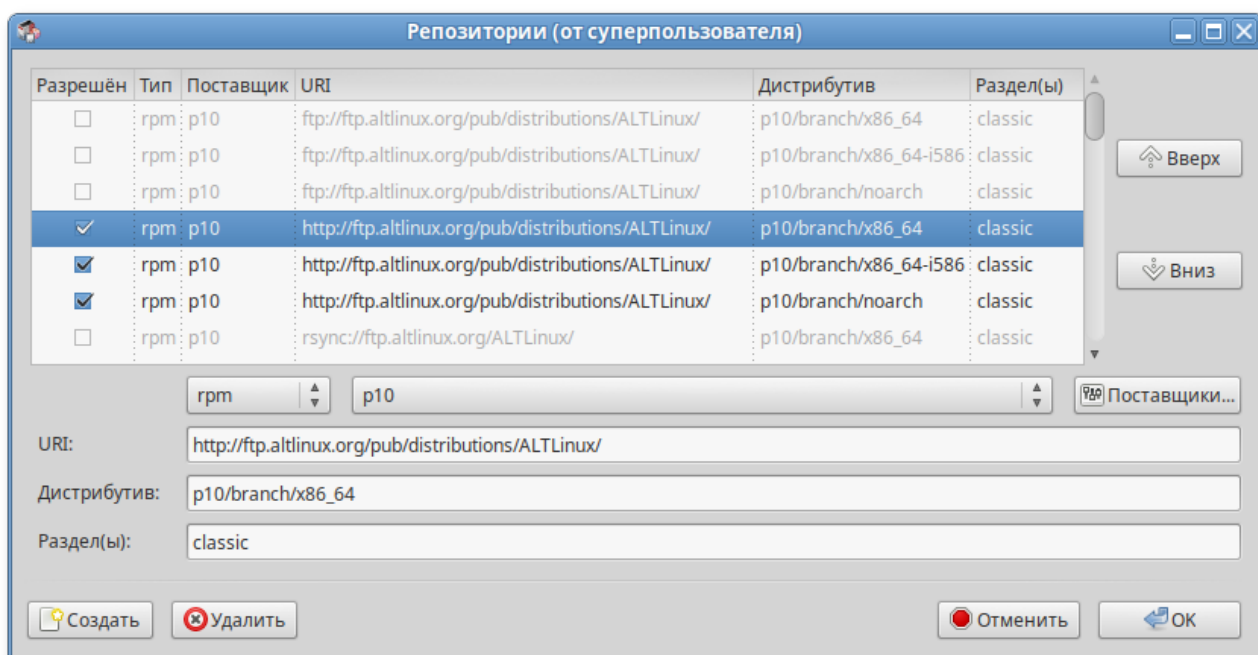 Репозитории (от суперпользователя)
Разрешён Тип Поставщик URI Дистрибутив Раздел(ы)
rpm p10 ftp://ftp.altlinux.org/pub/distributions/ALTLinux/ p10/branch/x86_64 classic
rpm p10 ftp://ftp.altlinux.org/pub/distributions/ALTLinux/ p10/branch/x86_64-i586 classic
Вверх
rpm p10 ftp://ftp.altlinux.org/pub/distributions/ALTLinux/ p10/branch/noarch classic
rpm p10 http://ftp.altlinux.org/pub/distributions/ALTLinux/ p10/branch/x86_64 classic
rpm p10 http://ftp.altlinux.org/pub/distributions/ALTLinux/ p10/branch/x86_64-i586 classic
Вниз
rpm p10 http://ftp.altlinux.org/pub/distributions/ALTLinux/ p10/branch/noarch classic
rpm p10 rsync://ftp.altlinux.org/ALTLinux/ p10/branch/x86_64 classic
rpm p10 Поставщики...
URI: http://ftp.altlinux.org/pub/distributions/ALTLinux/
Дистрибутив: p10/branch/x86_64
Раздел(ы): classic
Создать Удалить Отменить OK